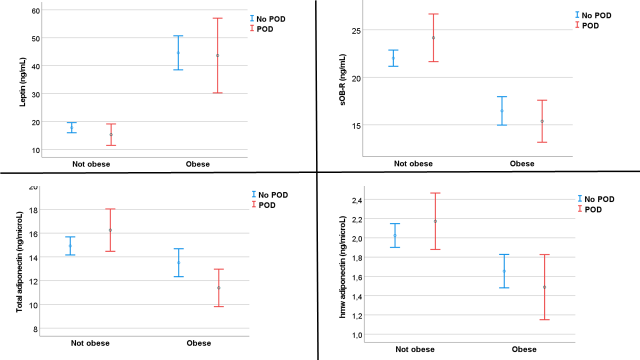 60
50
40
30
20
10
Leptin (ng/mL)
Not obese
Obese
No POD
POD
25
20
15
sOB-R (ng/mL)
Not obese
Obese
No POD
POD
20
18
16
14
12
10
8
Total adiponectin (ng/microL)
Not obese
Obese
No POD
POD
2,4
2,2
2,0
1,8
1,6
1,4
1,2
1,0
hmw adiponectin (ng/microL)
Not obese
Obese
No POD
POD